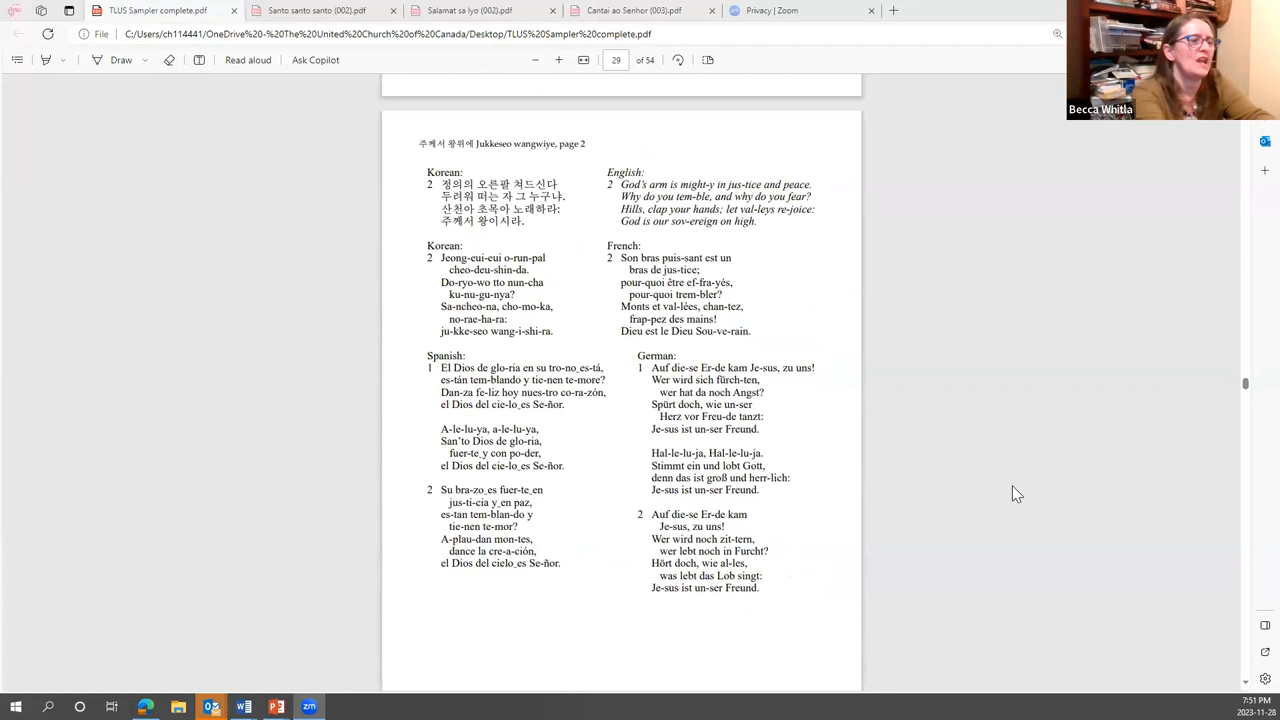 TLUS Sampler complete.pdf
Santo santo santo (002).pdf
Salamat sa Iyo (002).pdf
Cantai ao Senhor (003).pdf
Privacy | Zoom
File
C:/Users/ch114441/OneDrive%20-%20The%20United%20Church%20of%20Canada/Desktop/TLUS%20Sampler%20complete.pdf
Draw
Read aloud
Ask Copilot
29 of 54
Becca Whitla
주께서 왕위에 Jukkeseo wangwiye, page 2
Korean:
2 정의의 오른팔 쳐드신다
두려워 떠는 자 그 누구냐.
산천아 초목아 노래하라:
주께서 왕이시라.
English:
2 God's arm is might-y in jus-tice and peace.
Why do you tem-ble, and why do you fear?
Hills, clap your hands; let val-leys re-joice:
God is our sov-ereign on high.
Korean:
2 Jeong-eui-eui o-run-pal
cheo-deu-shin-da.
Do-ryo-wo tto nun-cha
ku-nu-gu-nya?
Sa-ncheo-na, cho-mo-ka,
no-rae-ha-ra:
ju-kke-seo wang-i-shi-ra.
French:
2 Son bras puis-sant est un
bras de jus-tice;
pour-quoi être ef-fra-yés,
pour-quoi trem-bler?
Monts et val-lées, chan-tez,
frap-pez des mains!
Dieu est le Dieu Sou-ve-rain.
Spanish:
1 El Dios de glo-ria en su tro-no_es-tá,
es-tán tem-blando y tie-nen te-more?
Dan-za fe-liz hoy nues-tro co-ra-zón,
el Dios del cie-lo_es Se-ñor.
A-le-lu-ya, a-le-lu-ya,
San'to Dios de glo-ria,
fuer-te_y con po-der,
el Dios del cie-lo_es Se-ñor.
2 Su bra-zo_es fuer-te_en
jus-ti-cia y_en paz,
es-tan tem-blan-do y
tie-nen te-mor?
A-plau-dan mon-tes,
dance la cre-a-ción,
el Dios del cielo_es Se-ñor.
German:
1 Auf die-se Er-de kam Je-sus, zu uns!
Wer wird sich fürch-ten,
wer hat da noch Angst?
Spürt doch, wie un-ser
Herz vor Freu-de tanzt:
Je-sus ist un-ser Freund.
Hal-le-lu-ja, Hal-le-lu-ja.
Stimmt ein und lobt Gott,
denn das ist groß und herr-lich:
Je-sus ist un-ser Freund.
2 Auf die-se Er-de kam
Je-sus, zu uns!
Wer wird noch zit-tern,
wer lebt noch in Furcht?
Hört doch, wie al-les,
was lebt das Lob singt:
Je-sus ist un-ser Freund.
7:51 PM
2023-11-28